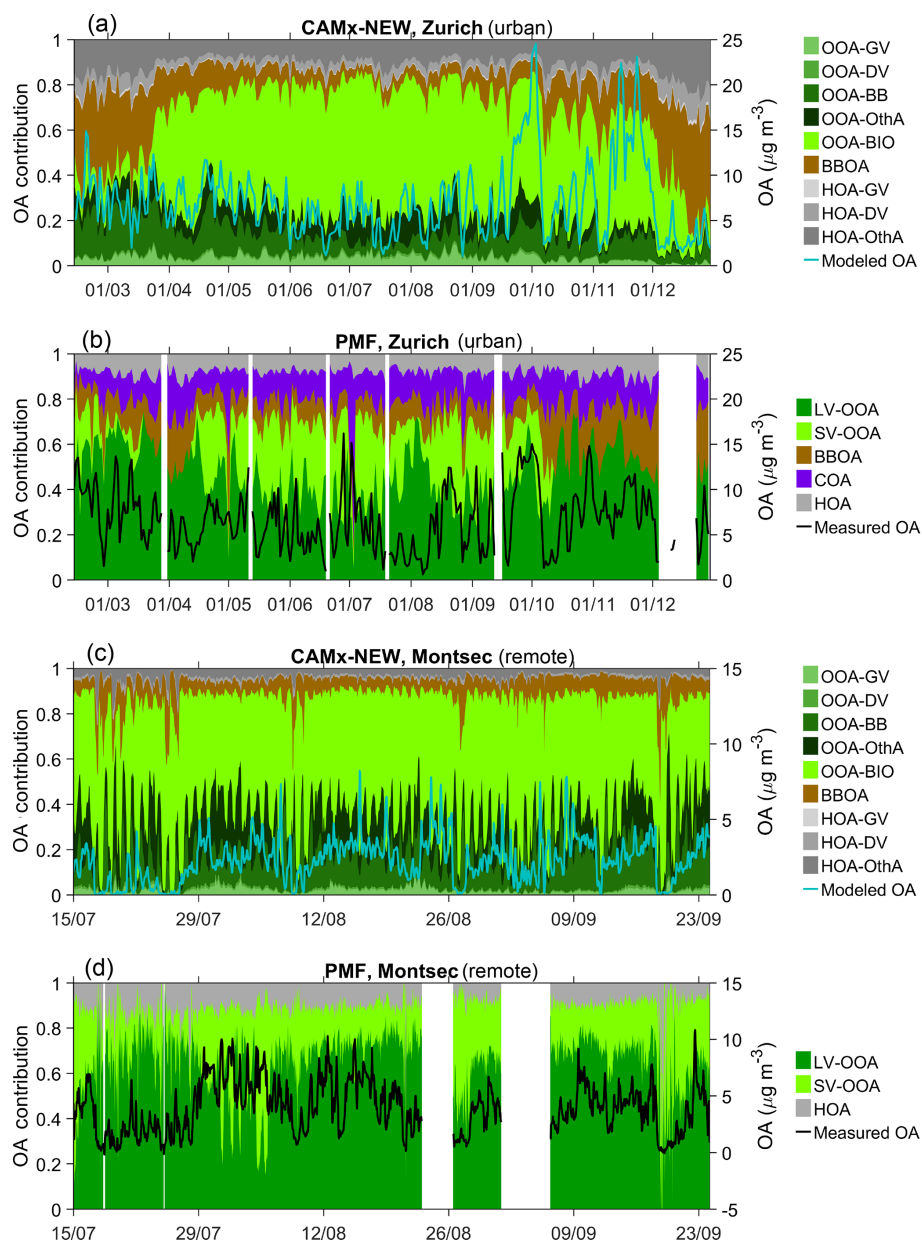 (a) CAMx-NEW, Zurich (urban)
OA contribution
1
0.8
0.6
0.4
0.2
0
25
20
15
10
5
0
OA (µg m⁻³)
01/03 01/04 01/05 01/06 01/07 01/08 01/09 01/10 01/11 01/12
OOA-GV
OOA-DV
OOA-BB
OOA-OthA
OOA-BIO
BBOA
HOA-GV
HOA-DV
HOA-OthA
Modeled OA
(b) PMF, Zurich (urban)
OA contribution
1
0.8
0.6
0.4
0.2
0
25
20
15
10
5
0
OA (µg m⁻³)
01/03 01/04 01/05 01/06 01/07 01/08 01/09 01/10 01/11 01/12
LV-OOA
SV-OOA
BBOA
COA
HOA
Measured OA
(c) CAMx-NEW, Montsec (remote)
OA contribution
1
0.8
0.6
0.4
0.2
0
15
10
5
0
OA (µg m⁻³)
15/07 29/07 12/08 26/08 09/09 23/09
OOA-GV
OOA-DV
OOA-BB
OOA-OthA
OOA-BIO
BBOA
HOA-GV
HOA-DV
HOA-OthA
Modeled OA
(d) PMF, Montsec (remote)
OA contribution
1
0.8
0.6
0.4
0.2
0
15
10
5
0
-5
OA (µg m⁻³)
15/07 29/07 12/08 26/08 09/09 23/09
LV-OOA
SV-OOA
HOA
Measured OA